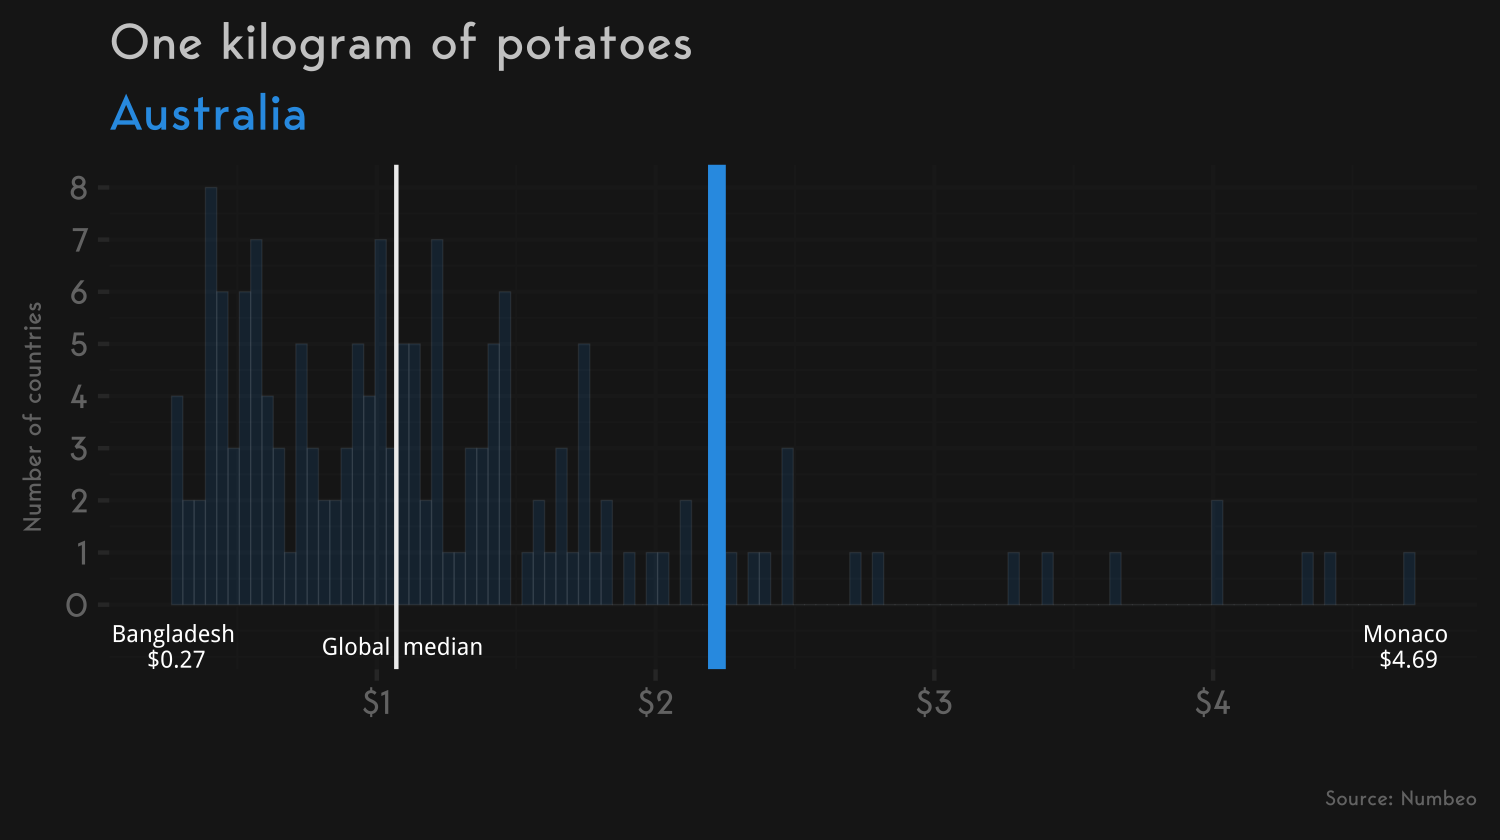 One kilogram of potatoes
Australia
Number of countries
8
7
6
5
4
3
2
1
0
Bangladesh
$0.27
Global median
Monaco
$4.69
$1
$2
$3
$4
Source: Numbeo